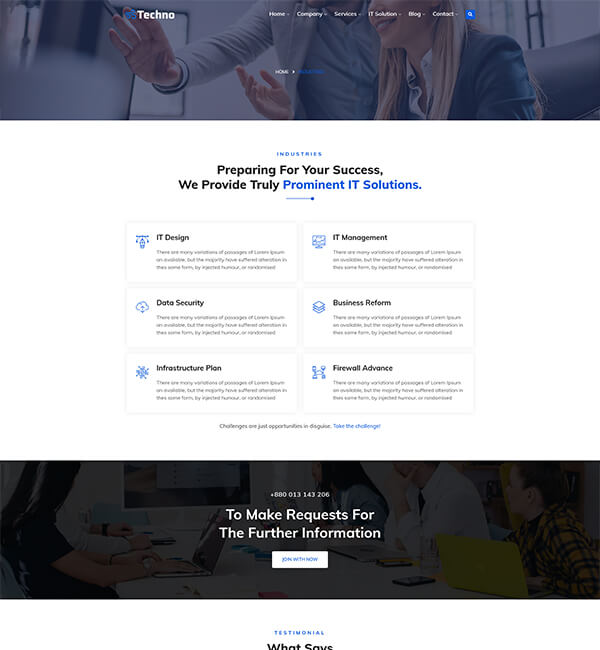 Techno
Home Company Services IT Solution Blog Contact
HOME INDUSTRIES
INDUSTRIES
Preparing For Your Success,
We Provide Truly Prominent IT Solutions.
IT Design
There are many variations of passages of Lorem Ipsum
an available, but the majority have suffered alteration in
thes some form, by injected humour, or randomised
IT Management
There are many variations of passages of Lorem Ipsum
an available, but the majority have suffered alteration in
thes some form, by injected humour, or randomised
Data Security
There are many variations of passages of Lorem Ipsum
an available, but the majority have suffered alteration in
thes some form, by injected humour, or randomised
Business Reform
There are many variations of passages of Lorem Ipsum
an available, but the majority have suffered alteration in
thes some form, by injected humour, or randomised
Infrastructure Plan
There are many variations of passages of Lorem Ipsum
an available, but the majority have suffered alteration in
thes some form, by injected humour, or randomised
Firewall Advance
There are many variations of passages of Lorem Ipsum
an available, but the majority have suffered alteration in
thes some form, by injected humour, or randomised
Challenges are just opportunities in disguise. Take the challenge!
+880 013 143 206
To Make Requests For
The Further Information
JOIN WITH NOW
TESTIMONIAL
What Says